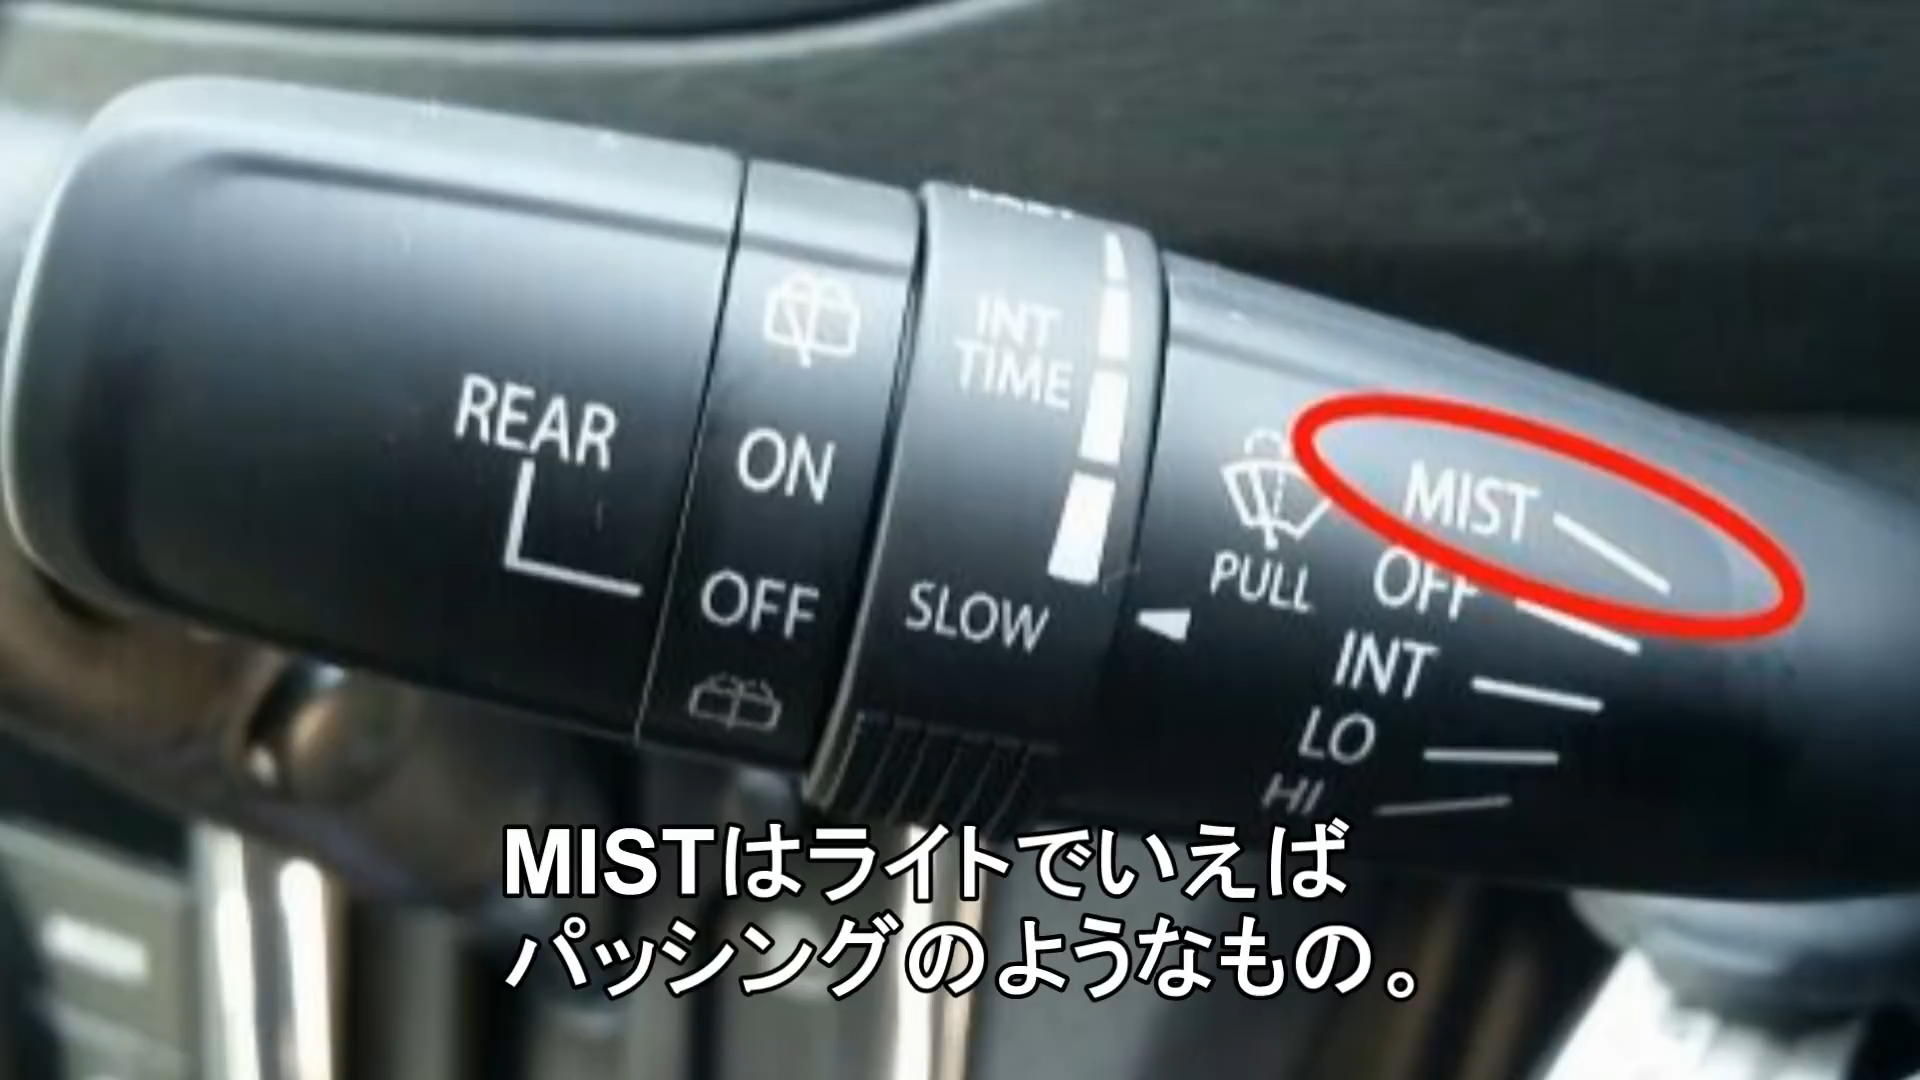 REAR
ON
OFF
INT
TIME
SLOW
PULL
MIST
OFF
INT
LO
HI
MISTはライトでいえば
パッシングのようなもの。